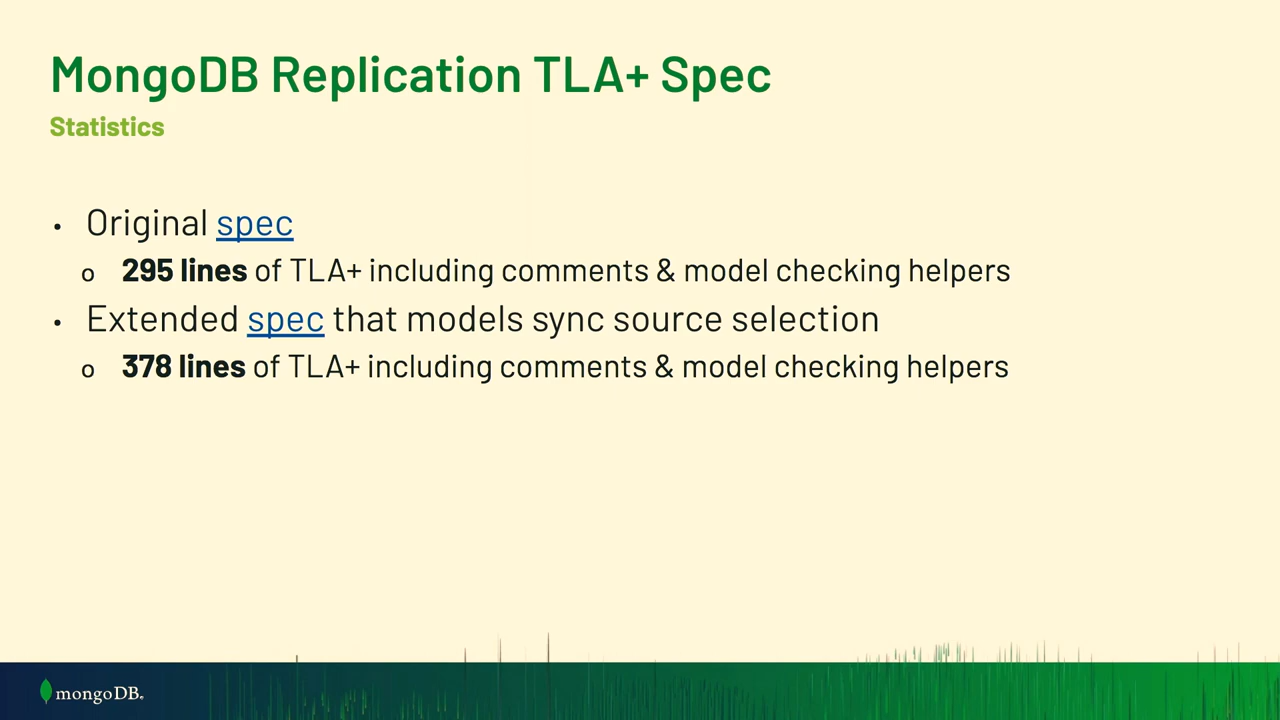 MongoDB Replication TLA+ Spec
Statistics
• Original spec
o 295 lines of TLA+ including comments & model checking helpers
• Extended spec that models sync source selection
o 378 lines of TLA+ including comments & model checking helpers
mongoDB.